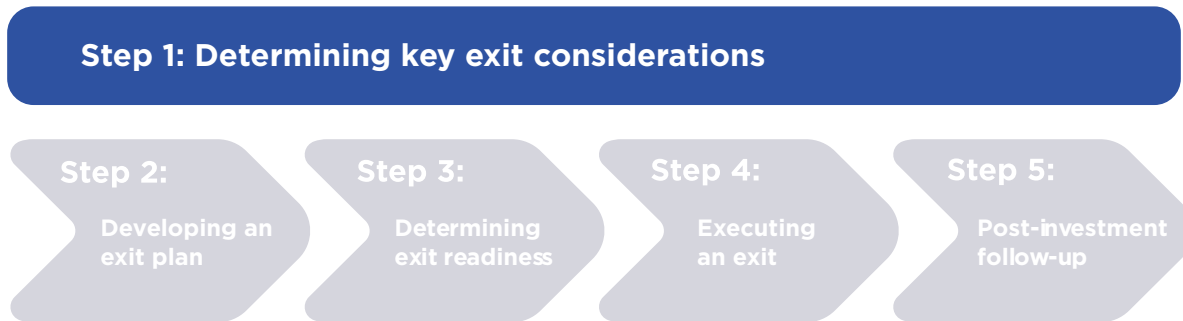 Step 1: Determining key exit considerations
Step 2:
Developing an
exit plan
Step 3:
Determining
exit readiness
Step 4:
Executing
an exit
Step 5:
Post-investment
follow-up